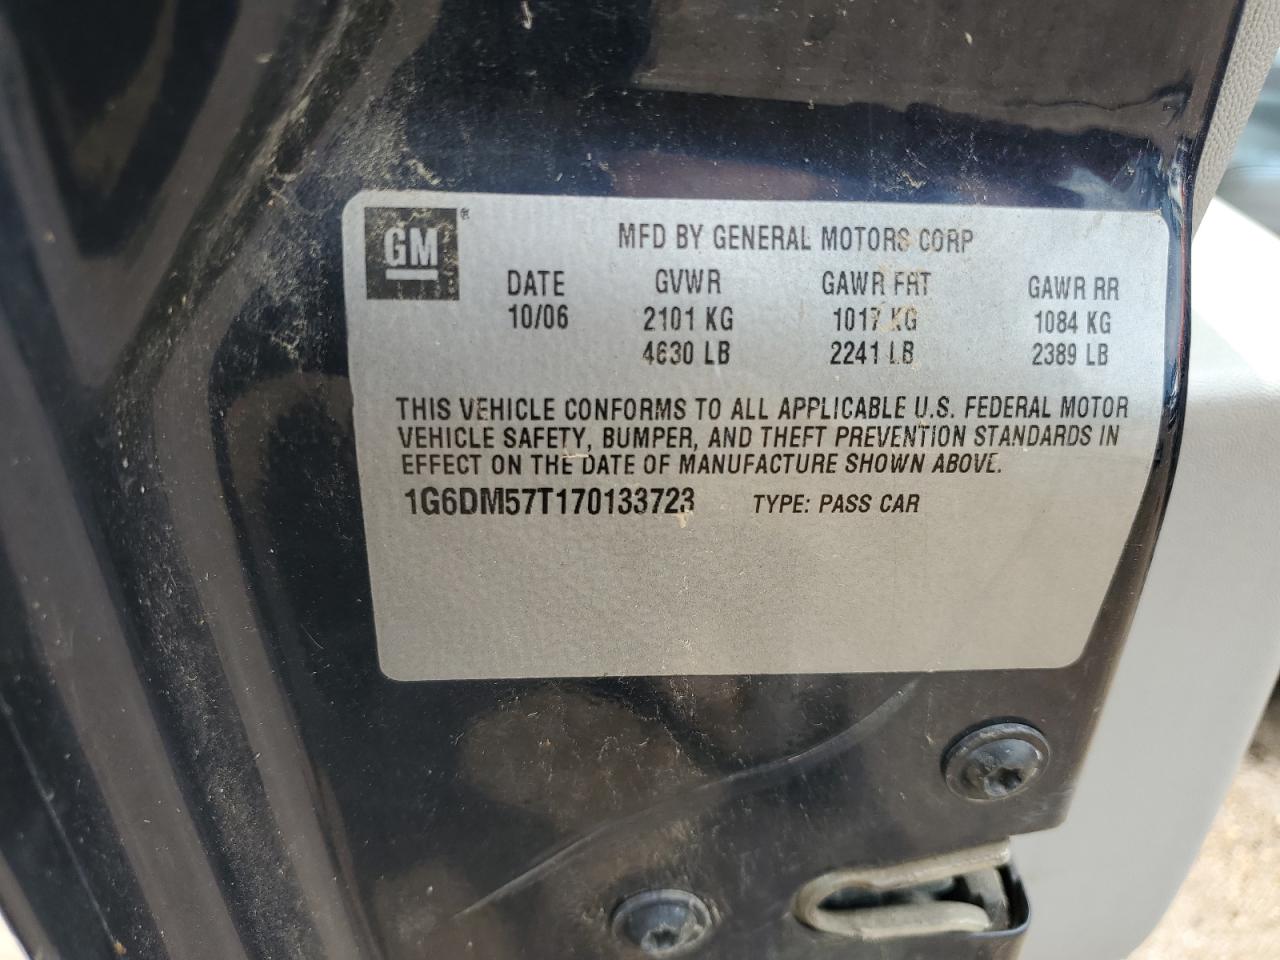 GM®
MFD BY GENERAL MOTORS CORP
DATE GVWR GAWR FRT GAWR RR
10/06 2101 KG 1017 KG 1084 KG
4630 LB 2241 LB 2389 LB
THIS VEHICLE CONFORMS TO ALL APPLICABLE U.S. FEDERAL MOTOR
VEHICLE SAFETY, BUMPER, AND THEFT PREVENTION STANDARDS IN
EFFECT ON THE DATE OF MANUFACTURE SHOWN ABOVE.
1G6DM57T170133723 TYPE: PASS CAR